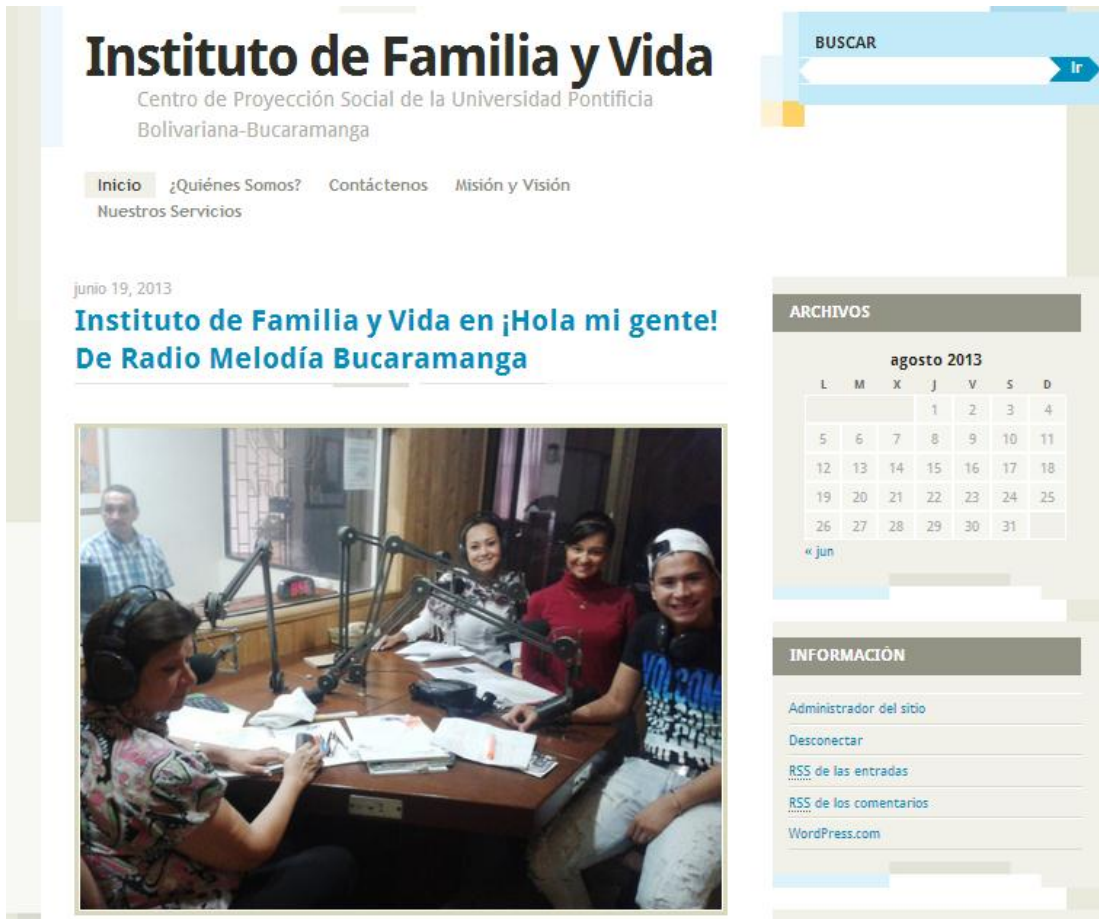 Instituto de Familia y Vida
Centro de Proyección Social de la Universidad Pontificia
Bolivariana-Bucaramanga
BUSCAR
Ir
Inicio ¿Quiénes Somos? Contáctenos Misión y Visión
Nuestros Servicios
junio 19, 2013
Instituto de Familia y Vida en ¡Hola mi gente!
De Radio Melodía Bucaramanga
VOLCOM
ARCHIVOS
agosto 2013
L M X J V S D
1 2 3 4
5 6 7 8 9 10 11
12 13 14 15 16 17 18
19 20 21 22 23 24 25
26 27 28 29 30 31
« jun
INFORMACIÓN
Administrador del sitio
Desconectar
RSS de las entradas
RSS de los comentarios
WordPress.com